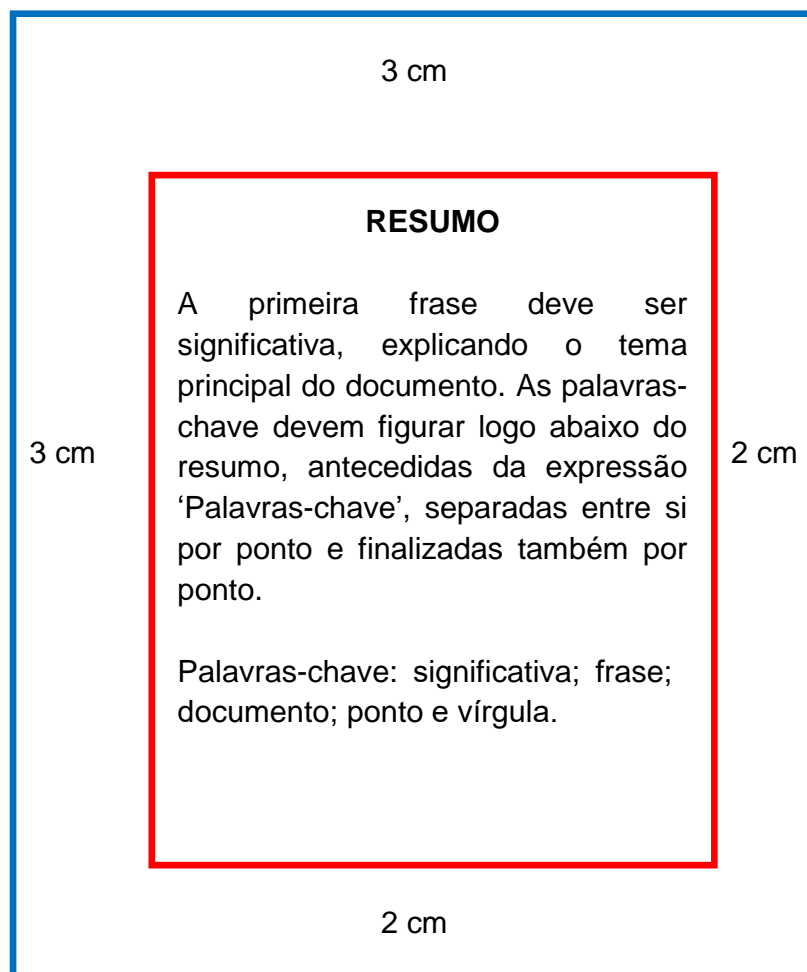 3 cm
RESUMO
A primeira frase deve ser
significativa, explicando o tema
principal do documento. As palavras-
chave devem figurar logo abaixo do
3 cm
2 cm
resumo, antecedidas da expressão
‘Palavras-chave’, separadas entre si
por ponto e finalizadas também por
ponto.
Palavras-chave: significativa; frase;
documento; ponto e vírgula.
2 cm